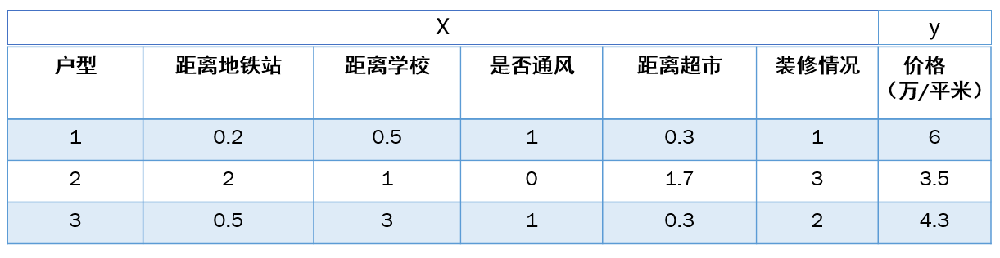 X y
户型 距离地铁站 距离学校 是否通风 距离超市 装修情况 价格
（万/平米）
1 0.2 0.5 1 0.3 1 6
2 2 1 0 1.7 3 3.5
3 0.5 3 1 0.3 2 4.3